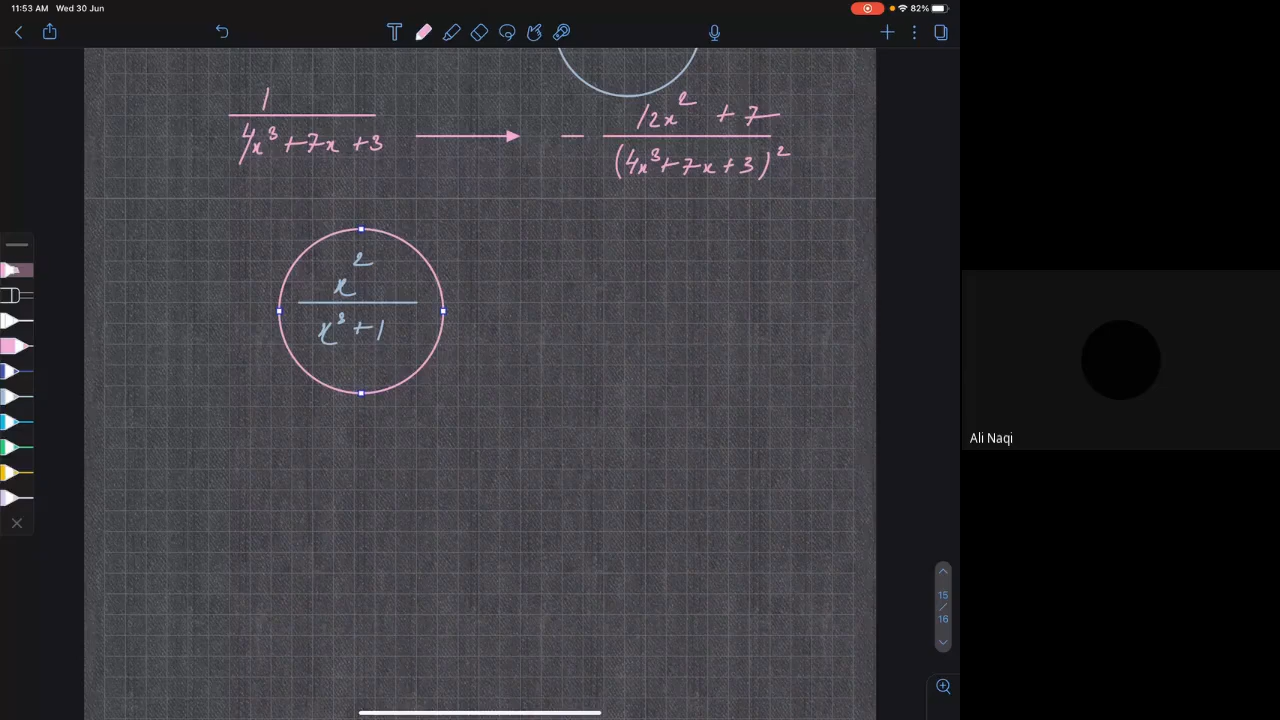 11:53 AM Wed 30 Jun
82%
T
1
4x³+7x+3
− 12x² + 7
(4x³+7x+3)²
x²
x³+1
15
/
16
Ali Naqi